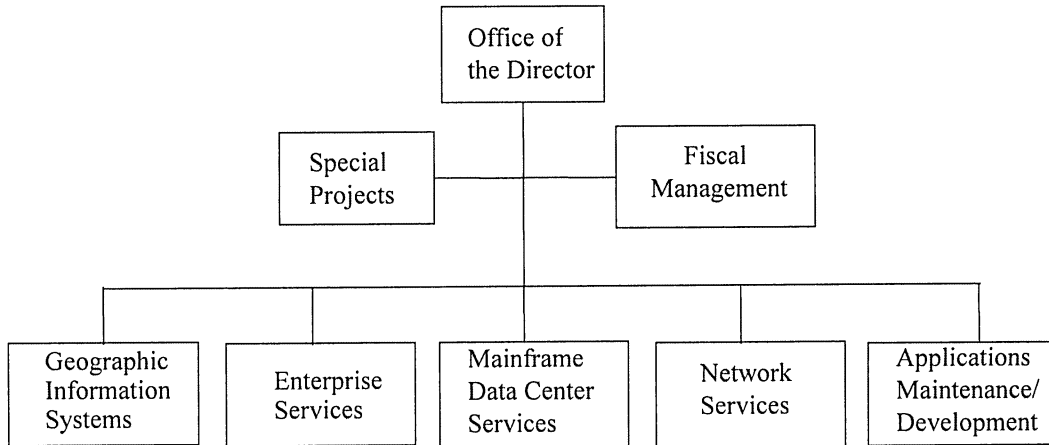 Office of
the Director
Special
Projects
Fiscal
Management
Geographic
Information
Systems
Enterprise
Services
Mainframe
Data Center
Services
Network
Services
Applications
Maintenance/
Development